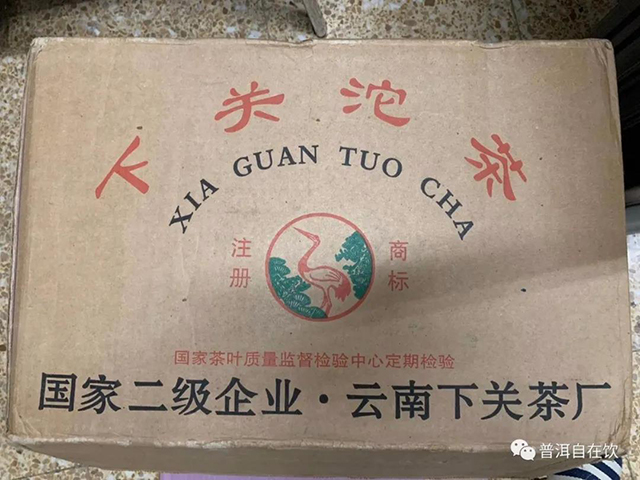 下关沱茶
XIA GUAN TUO CHA
注册
商标
国家茶叶质量监督检验中心定期检验
国家二级企业·云南下关茶厂
普洱自在饮